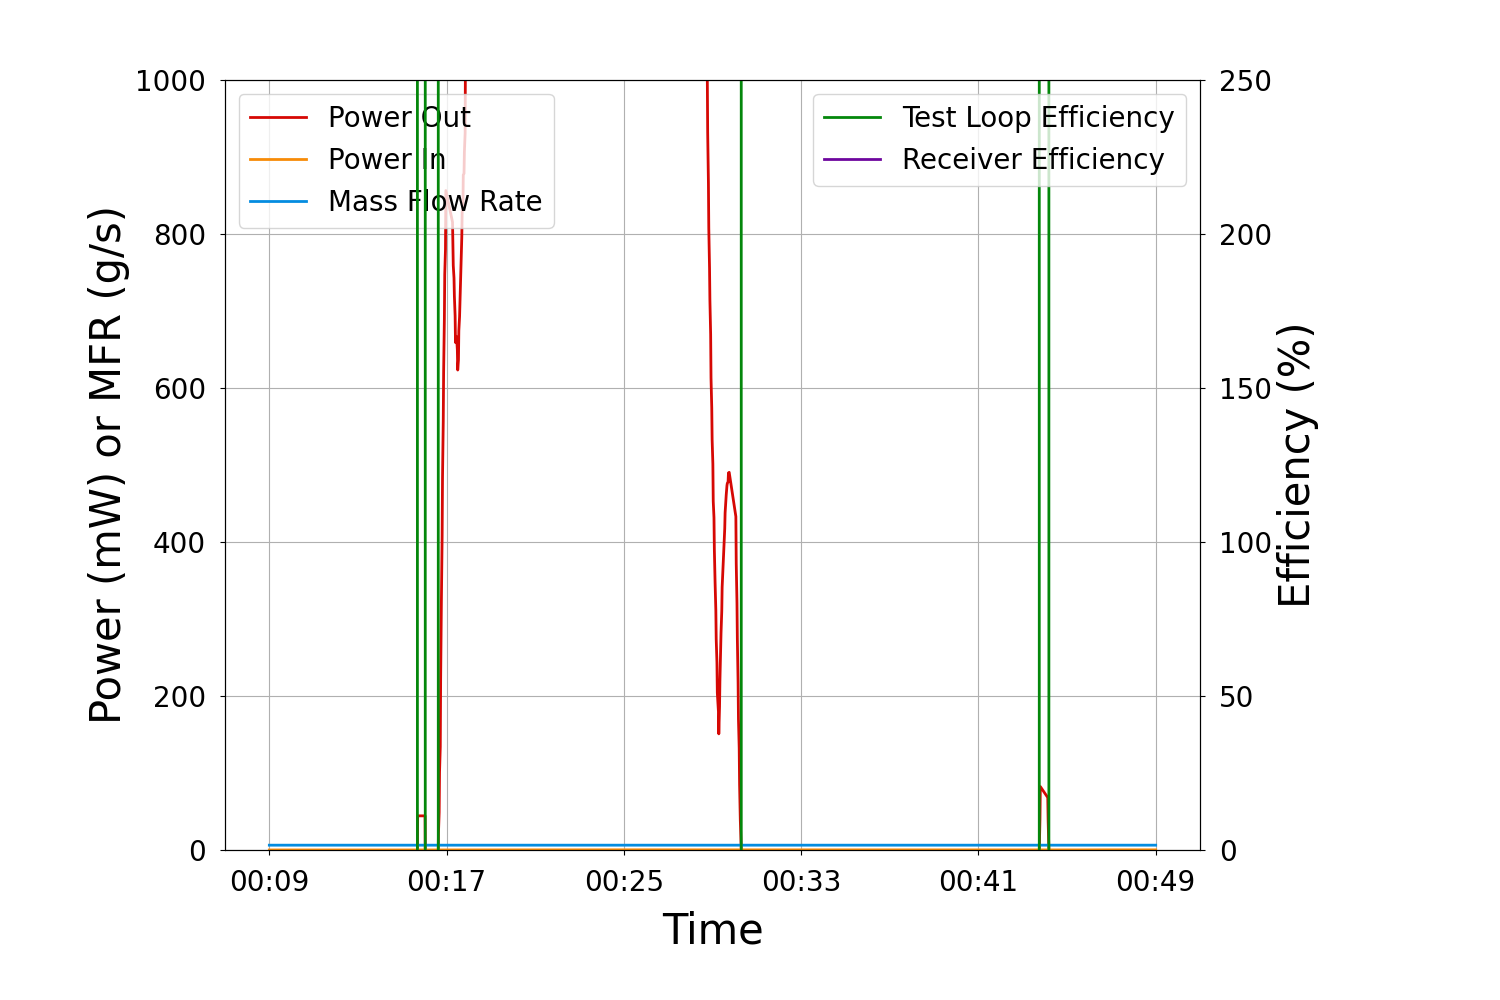 1000
800
600
400
200
0
Power (mW) or MFR (g/s)
Power Out
Power In
Mass Flow Rate
Test Loop Efficiency
Receiver Efficiency
250
200
150
100
50
0
Efficiency (%)
00:09 00:17 00:25 00:33 00:41 00:49
Time